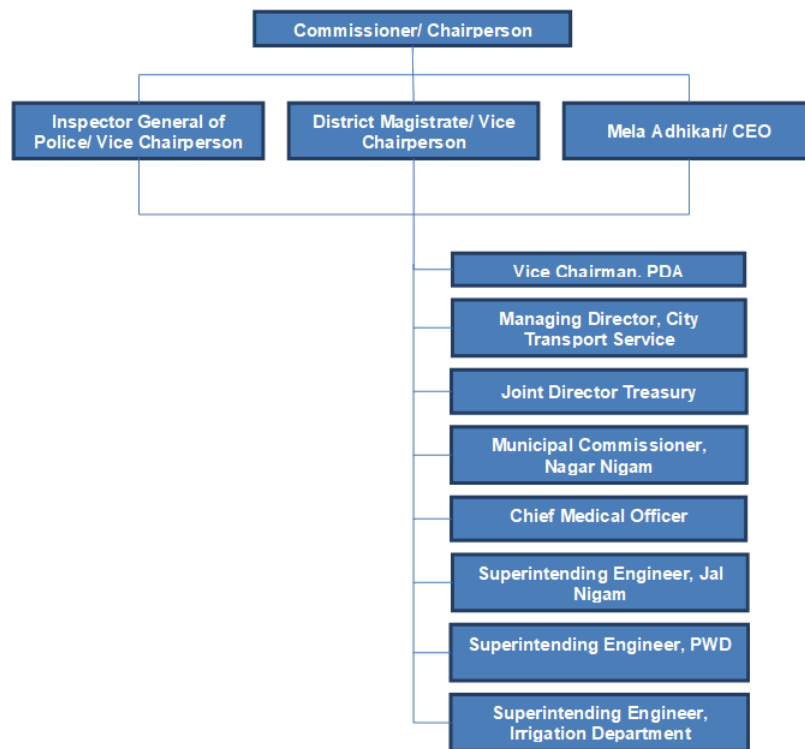 Commissioner/ Chairperson
Inspector General of
Police/ Vice Chairperson
District Magistrate/ Vice
Chairperson
Mela Adhikari/ CEO
Vice Chairman, PDA
Managing Director, City
Transport Service
Joint Director Treasury
Municipal Commissioner,
Nagar Nigam
Chief Medical Officer
Superintending Engineer, Jal
Nigam
Superintending Engineer, PWD
Superintending Engineer,
Irrigation Department